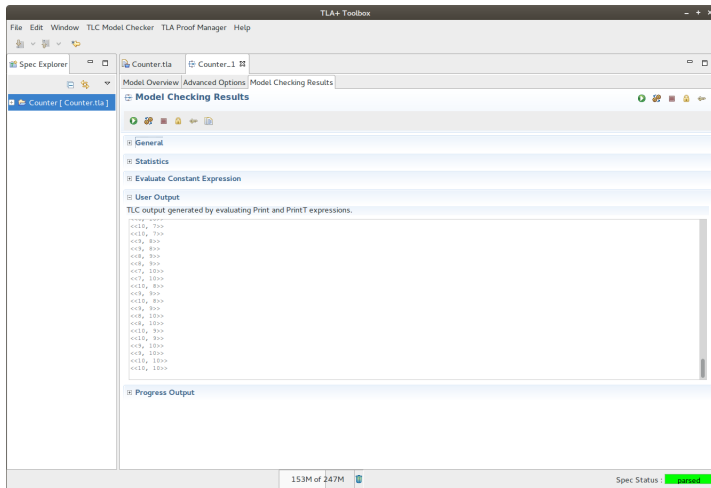 TLA+ Toolbox
File Edit Window TLC Model Checker TLA Proof Manager Help
Spec Explorer
Counter.tla Counter_1
Counter [ Counter.tla ]
Model Overview Advanced Options Model Checking Results
Model Checking Results
General
Statistics
Evaluate Constant Expression
User Output
TLC output generated by evaluating Print and PrintT expressions.
<<10, 7>>
<<10, 7>>
<<9, 8>>
<<9, 8>>
<<8, 9>>
<<8, 9>>
<<7, 10>>
<<7, 10>>
<<10, 8>>
<<9, 9>>
<<10, 8>>
<<9, 9>>
<<8, 10>>
<<8, 10>>
<<10, 9>>
<<10, 9>>
<<9, 10>>
<<9, 10>>
<<10, 10>>
<<10, 10>>
Progress Output
153M of 247M
Spec Status : parsed